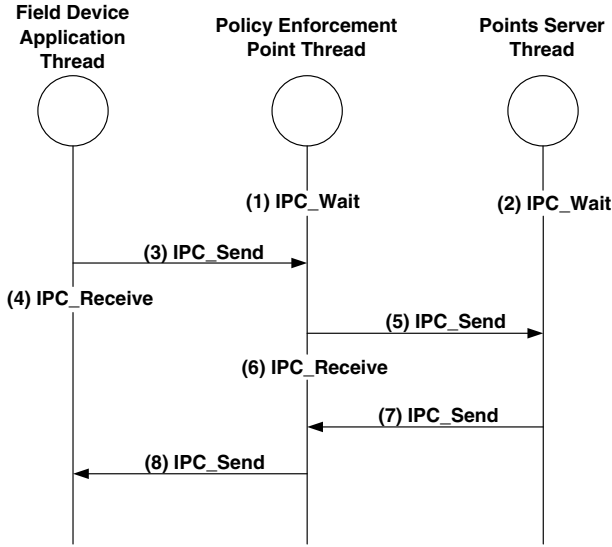 Field Device
Application
Thread
Policy Enforcement
Point Thread
Points Server
Thread
(1) IPC_Wait
(2) IPC_Wait
(3) IPC_Send
(4) IPC_Receive
(5) IPC_Send
(6) IPC_Receive
(7) IPC_Send
(8) IPC_Send